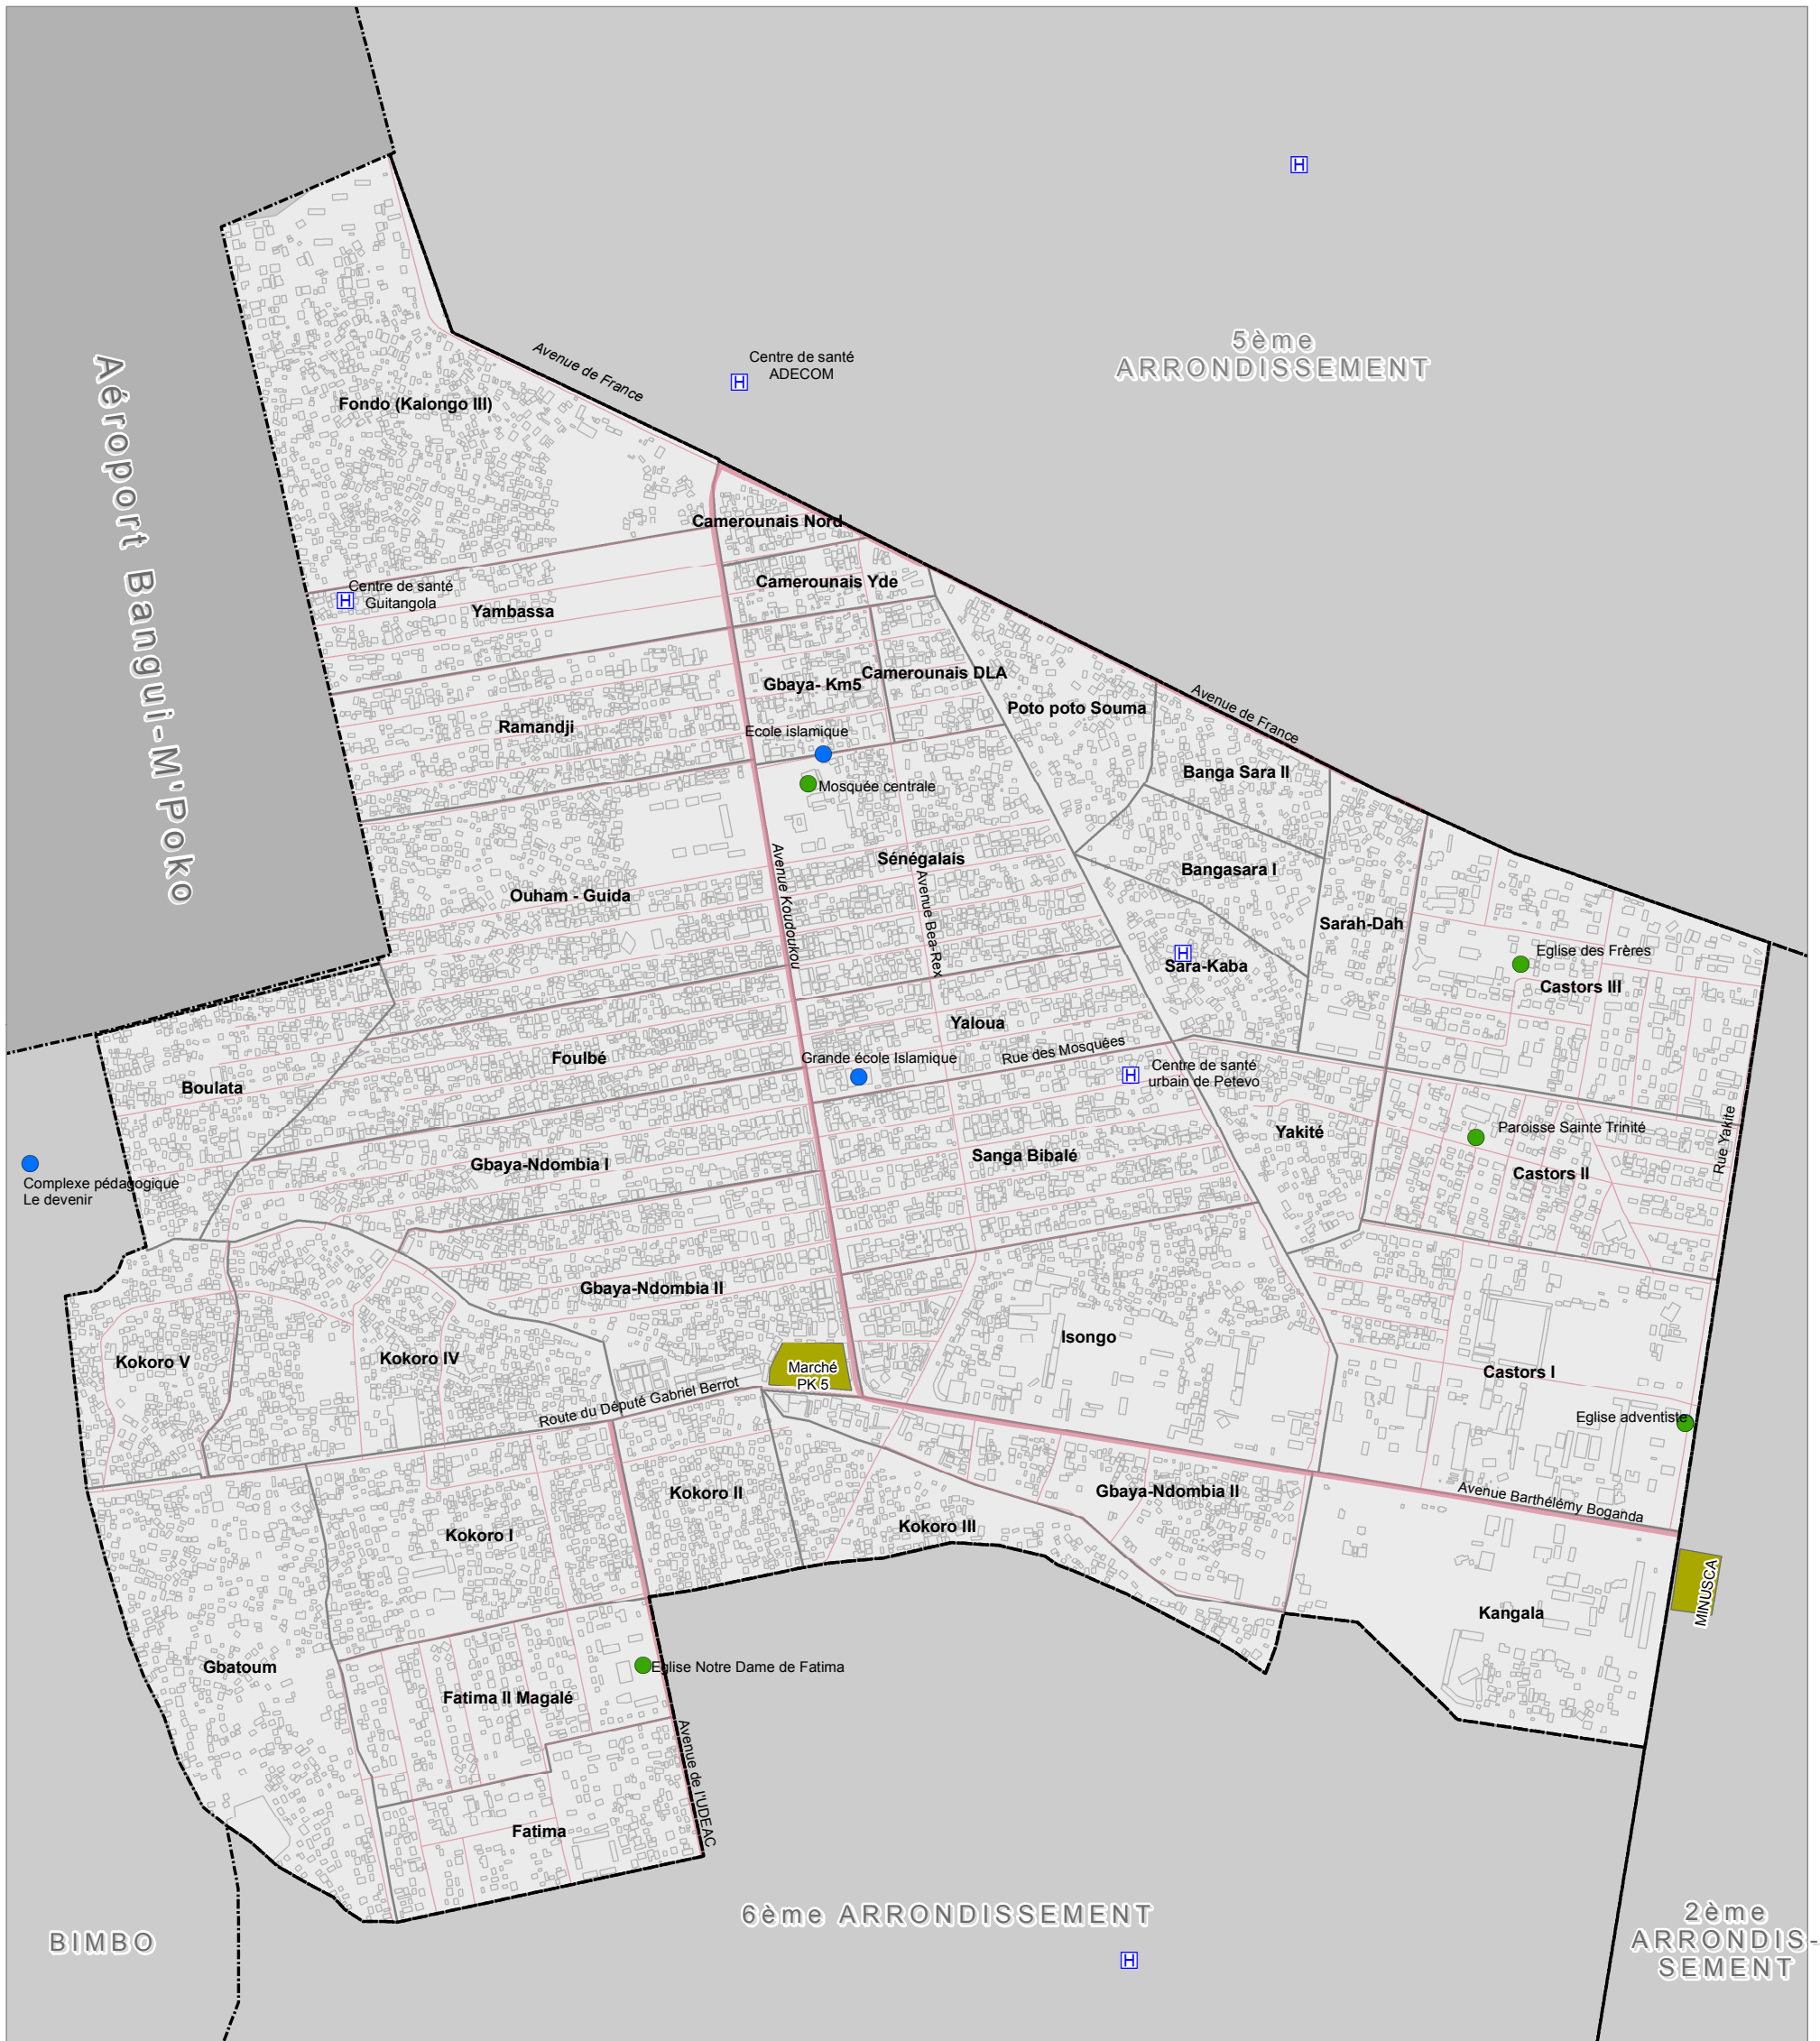 5ème
ARRONDISSEMENT
Avenue de France
Centre de santé
ADECOM
Aéroport Bangui-M'Poko
Fondo (Kalongo III)
Camerounais Nord
Camerounais Yde
Centre de santé
Guitangola
Yambassa
Camerounais DLA
Gbaya- Km5
Poto poto Souma
Avenue de France
Ramandji
Ecole islamique
Mosquée centrale
Banga Sara II
Sénégalais
Bangasara I
Ouham - Guida
Avenue Koudoukou
Avenue Bea-Rex
Sarah-Dah
Sara-Kaba
Eglise des Frères
Castors III
Yaloua
Rue des Mosquées
Foulbé
Grande école Islamique
Centre de santé
urbain de Petevo
Boulata
Yakité
Paroisse Sainte Trinité
Rue Yakite
Sanga Bibalé
Gbaya-Ndombia I
Castors II
Complexe pédagogique
Le devenir
Gbaya-Ndombia II
Isongo
Kokoro V
Kokoro IV
Marché
PK 5
Castors I
Route du Député Gabriel Berrot
Eglise adventiste
Kokoro II
Gbaya-Ndombia II
Avenue Barthélémy Boganda
Kokoro I
Kokoro III
MINUSCA
Kangala
Gbatoum
Eglise Notre Dame de Fatima
Fatima II Magalé
Avenue de l'UDEAC
Fatima
6ème ARRONDISSEMENT
2ème
ARRONDIS-
SEMENT
BIMBO